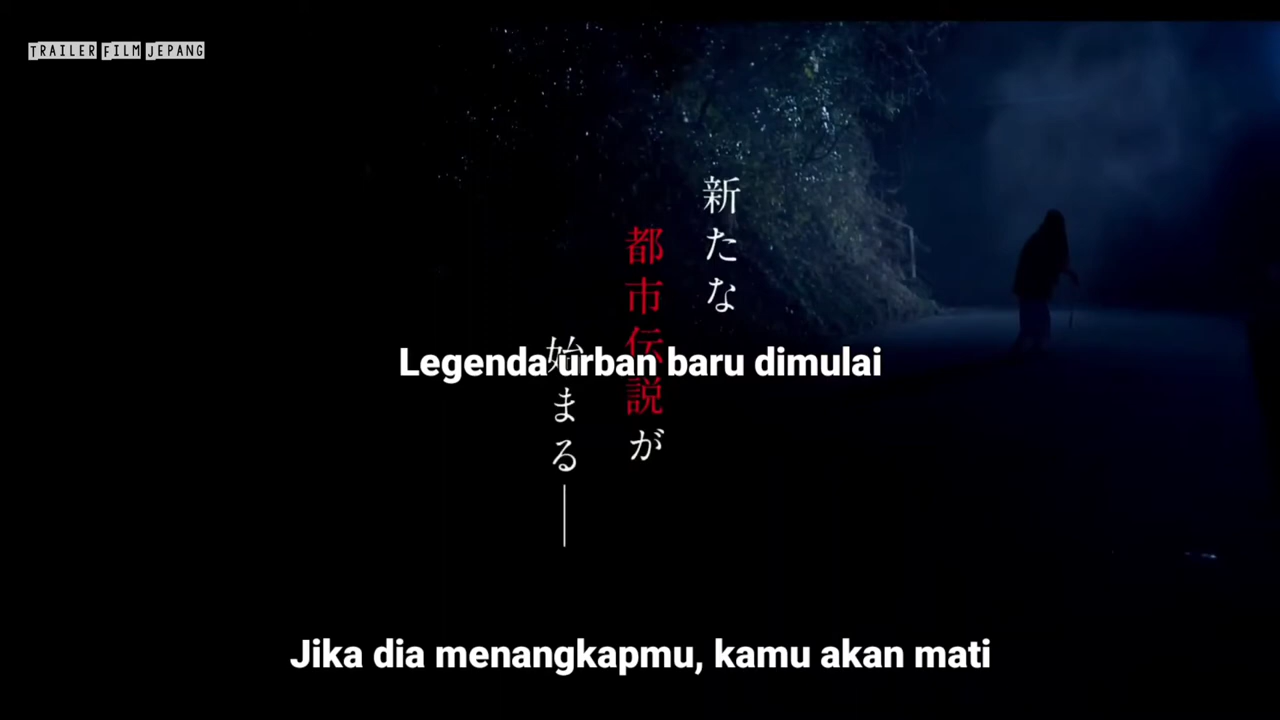 TRAILER FILM JEPANG
新たな
都市伝説が
始まる——
Legenda urban baru dimulai
Jika dia menangkapmu, kamu akan mati